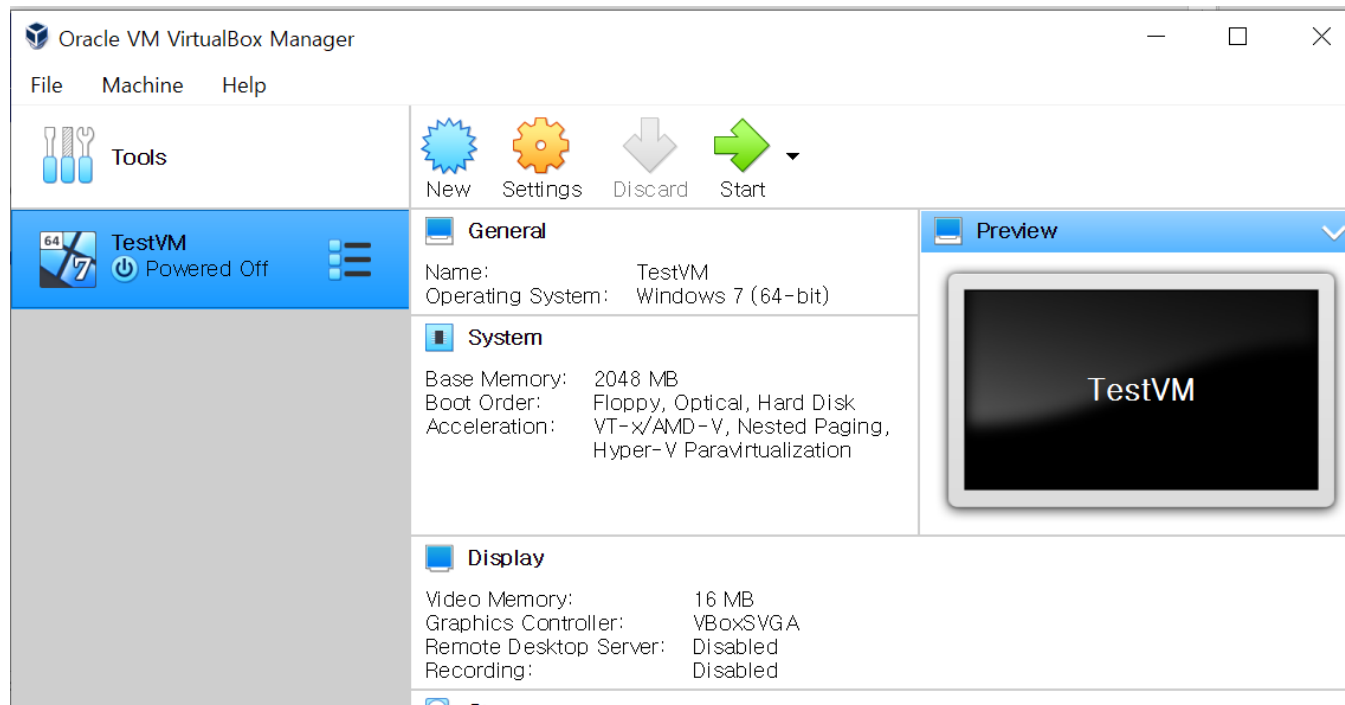 Oracle VM VirtualBox Manager
File Machine Help
Tools
New Settings Discard Start
64 7
TestVM
Powered Off
General
Name: TestVM
Operating System: Windows 7 (64-bit)
System
Base Memory: 2048 MB
Boot Order: Floppy, Optical, Hard Disk
Acceleration: VT-x/AMD-V, Nested Paging,
Hyper-V Paravirtualization
Preview
TestVM
Display
Video Memory: 16 MB
Graphics Controller: VBoxSVGA
Remote Desktop Server: Disabled
Recording: Disabled